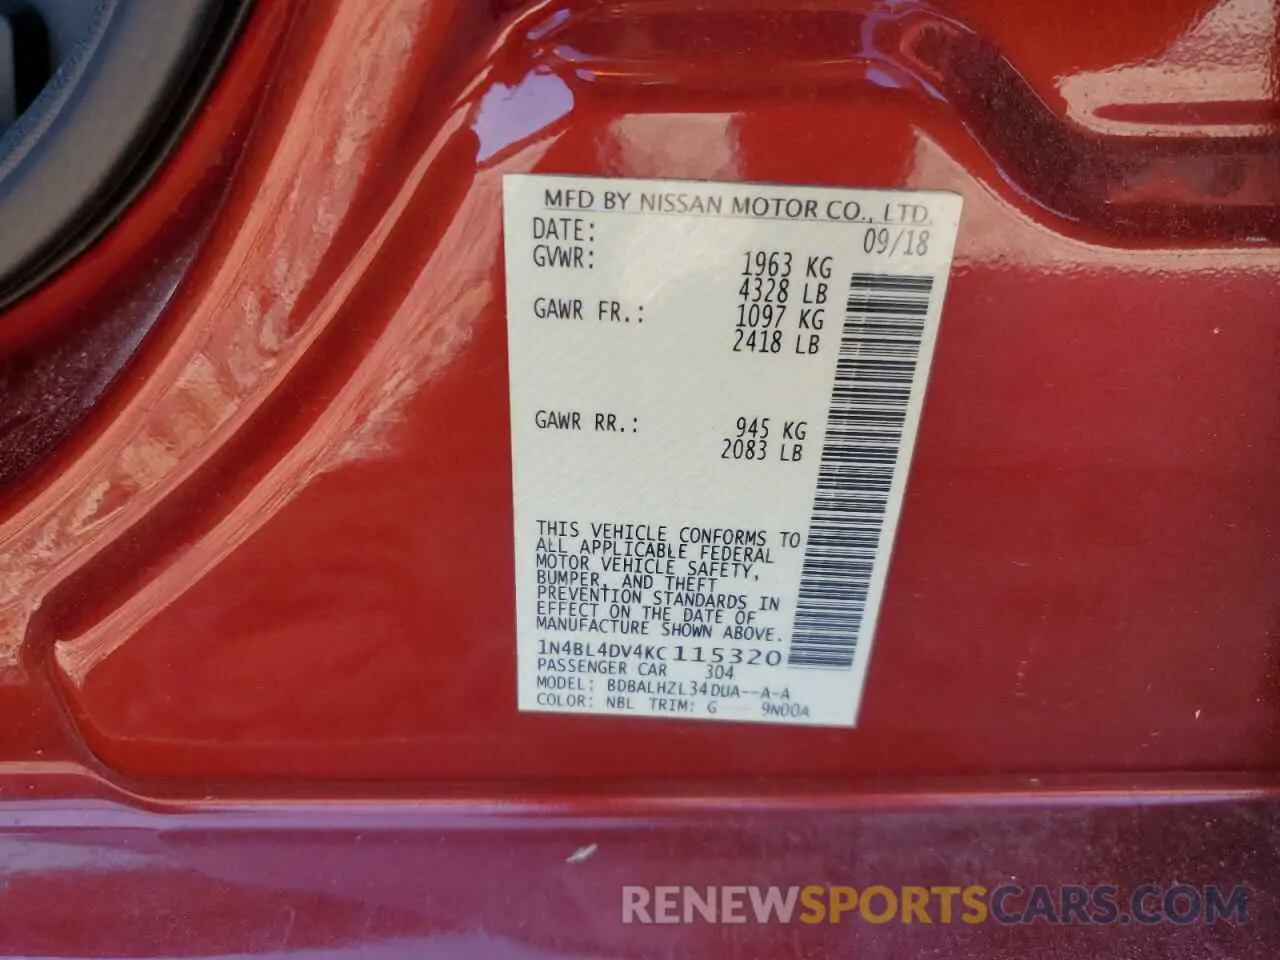 MFD BY NISSAN MOTOR CO., LTD.
DATE: 09/18
GVWR: 1963 KG
4328 LB
GAWR FR.: 1097 KG
2418 LB
GAWR RR.: 945 KG
2083 LB
THIS VEHICLE CONFORMS TO
ALL APPLICABLE FEDERAL
MOTOR VEHICLE SAFETY,
BUMPER, AND THEFT
PREVENTION STANDARDS IN
EFFECT ON THE DATE OF
MANUFACTURE SHOWN ABOVE.
1N4BL4DV4KC115320
PASSENGER CAR 304
MODEL: BDBALHZL34DUA--A-A
COLOR: NBL TRIM: G 9N00A
RENEWSPORTSCARS.COM